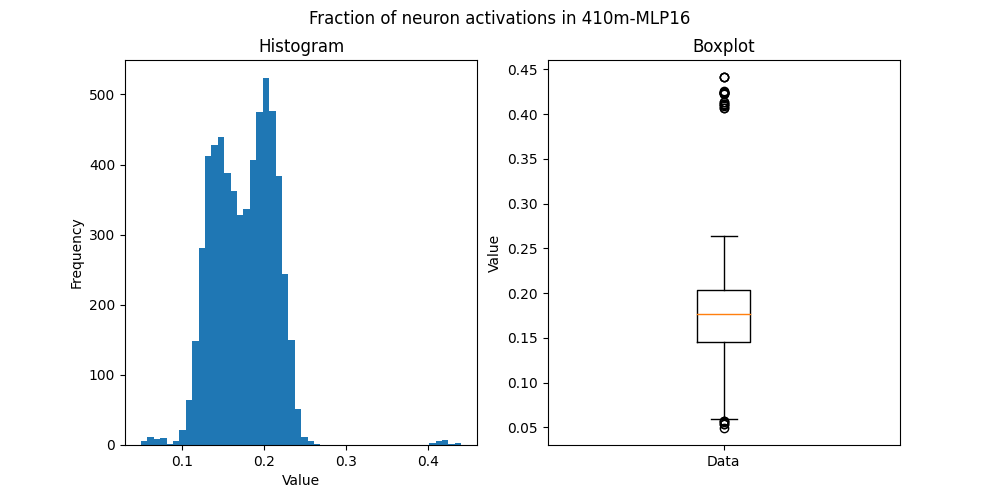 Fraction of neuron activations in 410m-MLP16
Histogram
Frequency
500
400
300
200
100
0
0.1 0.2 0.3 0.4
Value
Boxplot
Value
0.45
0.40
0.35
0.30
0.25
0.20
0.15
0.10
0.05
Data